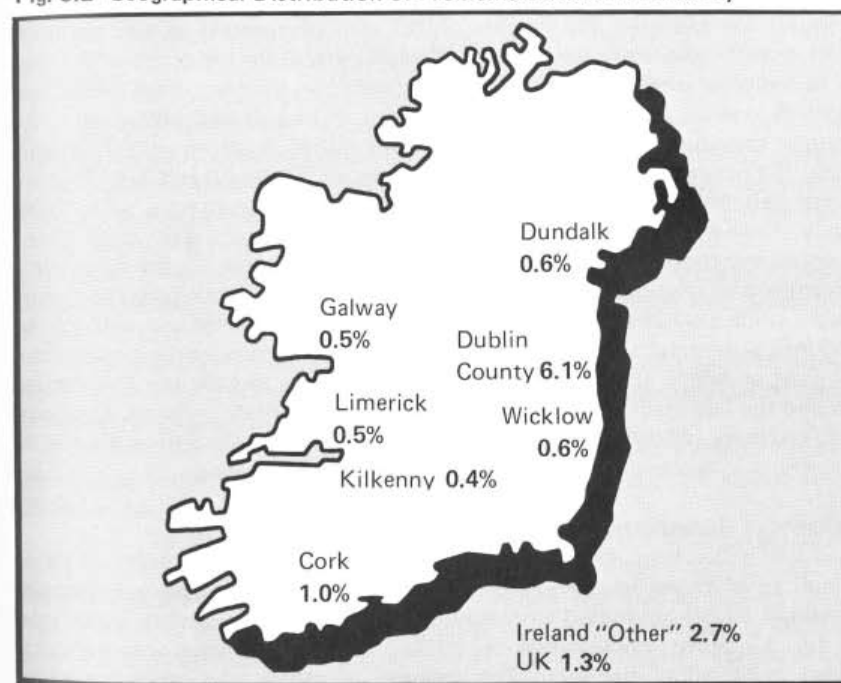 Dundalk
0.6%
Galway
0.5%
Dublin
County 6.1%
Limerick
0.5%
Wicklow
0.6%
Kilkenny 0.4%
Cork
1.0%
Ireland "Other" 2.7%
UK 1.3%